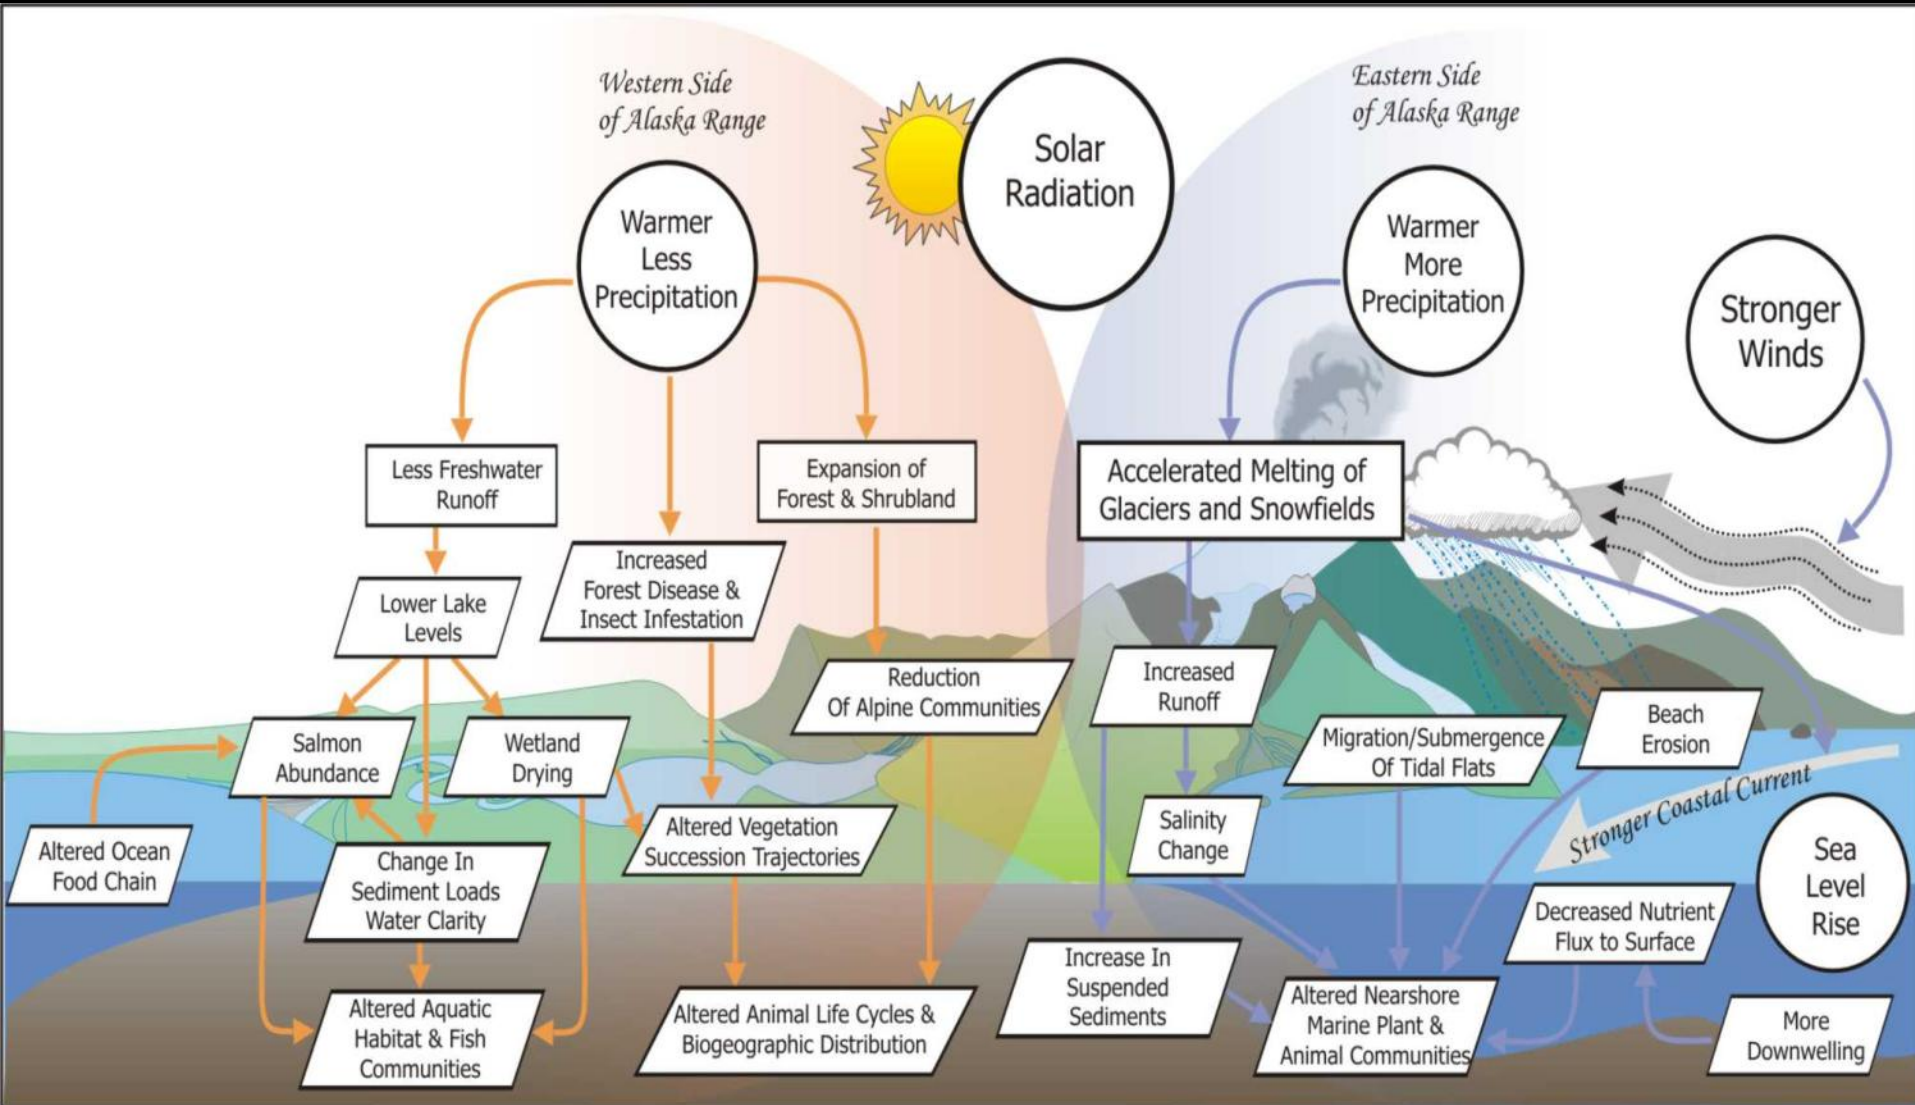 Western Side
of Alaska Range
Eastern Side
of Alaska Range
Solar
Radiation
Warmer
Less
Precipitation
Warmer
More
Precipitation
Stronger
Winds
Less Freshwater
Runoff
Expansion of
Forest & Shrubland
Accelerated Melting of
Glaciers and Snowfields
Increased
Forest Disease &
Insect Infestation
Lower Lake
Levels
Reduction
Of Alpine Communities
Increased
Runoff
Salmon
Abundance
Wetland
Drying
Migration/Submergence
Of Tidal Flats
Beach
Erosion
Stronger Coastal Current
Altered Ocean
Food Chain
Change In
Sediment Loads
Water Clarity
Altered Vegetation
Succession Trajectories
Salinity
Change
Sea
Level
Rise
Decreased Nutrient
Flux to Surface
Increase In
Suspended
Sediments
Altered Aquatic
Habitat & Fish
Communities
Altered Animal Life Cycles &
Biogeographic Distribution
Altered Nearshore
Marine Plant &
Animal Communities
More
Downwelling